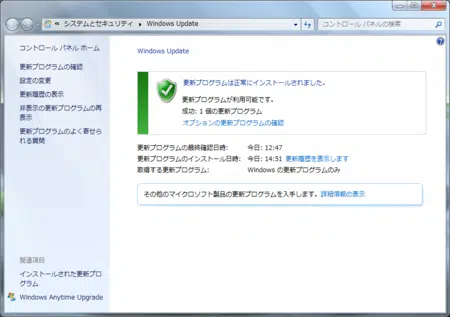 « システムとセキュリティ ▸ Windows Update
コントロール パネルの検索
コントロール パネル ホーム
更新プログラムの確認
設定の変更
更新履歴の表示
非表示の更新プログラムの再
表示
更新プログラムのよく寄せら
れる質問
Windows Update
更新プログラムは正常にインストールされました。
更新プログラムが利用可能です。
成功: 1 個の更新プログラム
オプションの更新プログラムの確認
更新プログラムの最終確認日時: 今日: 12:47
更新プログラムのインストール日時: 今日: 14:51 更新履歴を表示します
取得する更新プログラム: Windows の更新プログラムのみ
その他のマイクロソフト製品の更新プログラムを入手します。 詳細情報の表示
関連項目
インストールされた更新プロ
グラム
Windows Anytime Upgrade